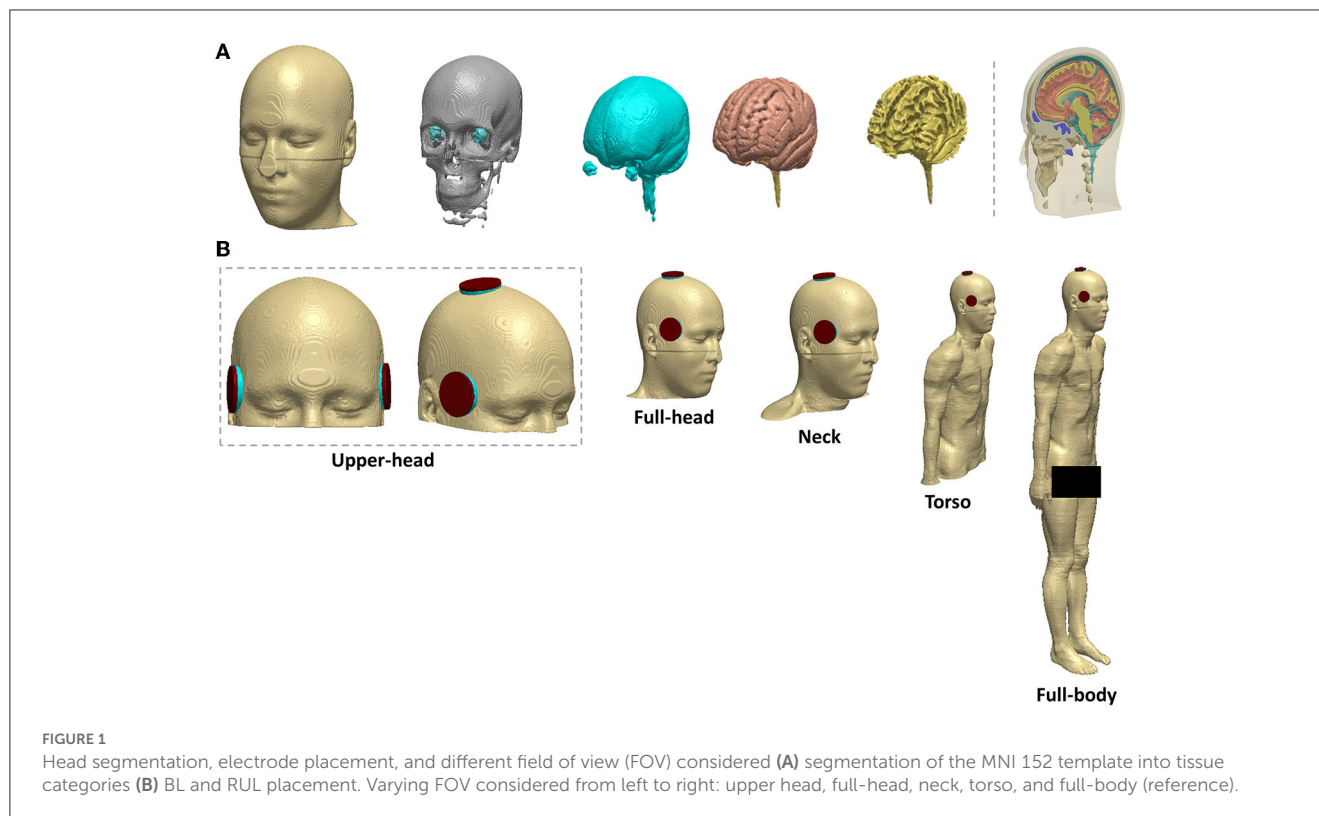 A
B
Upper-head
Full-head
Neck
Torso
Full-body
FIGURE 1
Head segmentation, electrode placement, and different field of view (FOV) considered (A) segmentation of the MNI 152 template into tissue
categories (B) BL and RUL placement. Varying FOV considered from left to right: upper head, full-head, neck, torso, and full-body (reference).